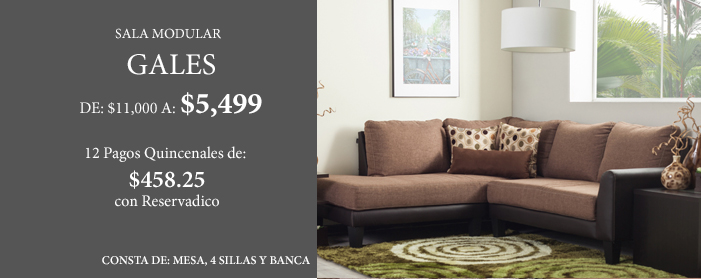 SALA MODULAR
GALES
DE: $11,000 A: $5,499
12 Pagos Quincenales de:
$458.25
con Reservadico
CONSTA DE: MESA, 4 SILLAS Y BANCA